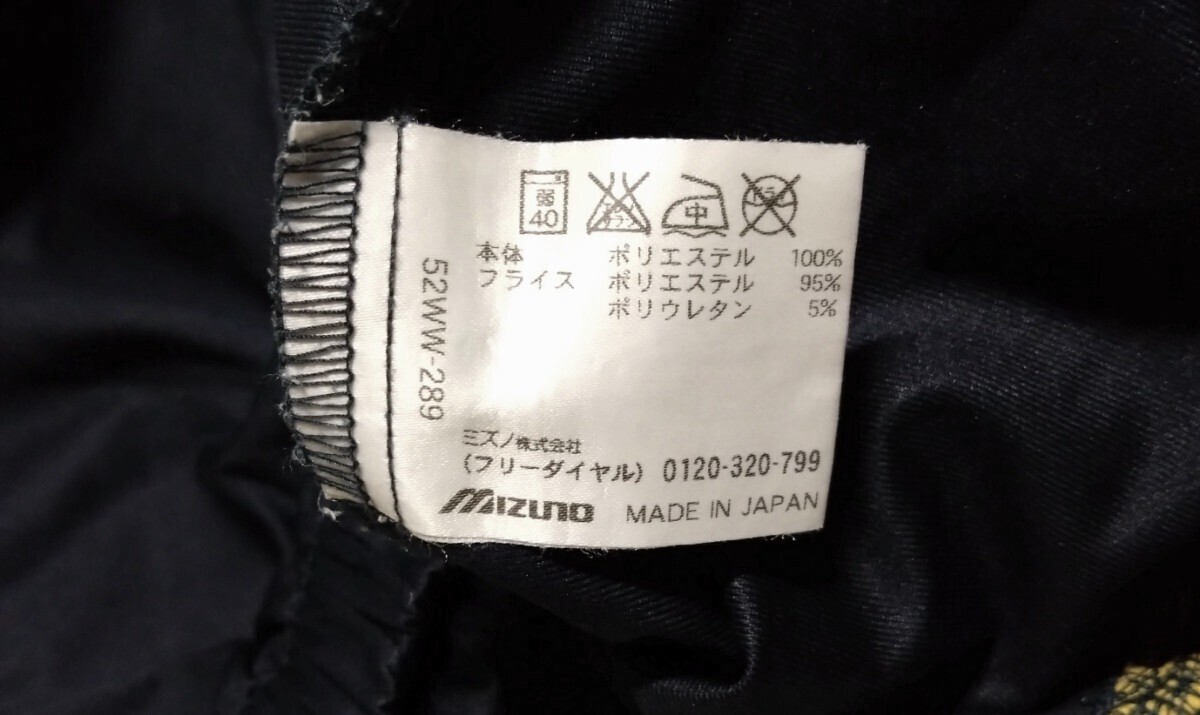 弱
40
中
本体 ポリエステル 100%
フライス ポリエステル 95%
ポリウレタン 5%
52WW-289
ミズノ株式会社
(フリーダイヤル) 0120-320-799
MIZUNO MADE IN JAPAN